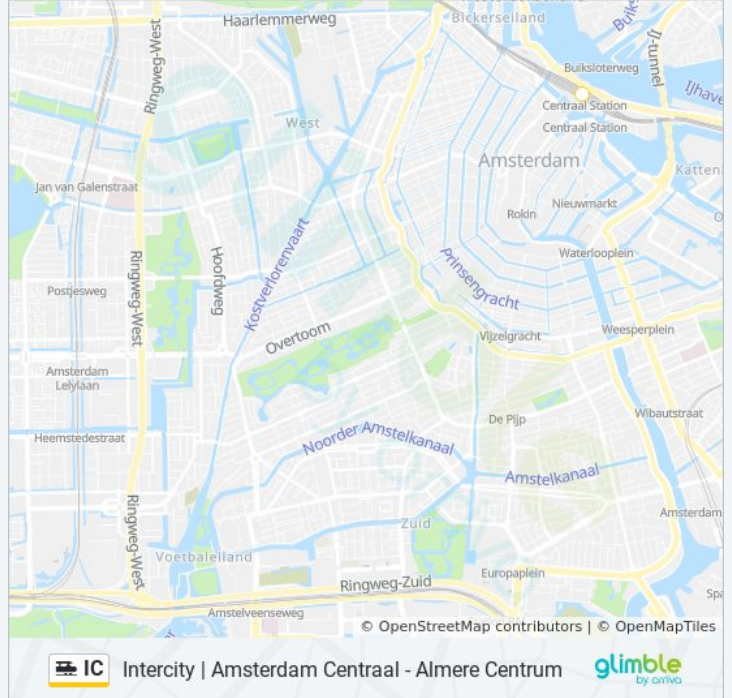 Haarlemmerweg
Bickerseiland
Ringweg-West
IJ-tunnel
Buiksloterweg
Centraal Station
Centraal Station
West
Amsterdam
Jan van Galenstraat
Nieuwmarkt
Rokin
Kostverlorenvaart
Hoofdweg
Ringweg-West
Waterlooplein
Prinsengracht
Postjesweg
Overtoom
Vijzelgracht
Weesperplein
Amsterdam
Lelylaan
De Pijp
Wibautstraat
Heemstedestraat
Noorder Amstelkanaal
Amstelkanaal
Ringweg-West
Amsterdam
Zuid
Voetbaleiland
Europaplein
Ringweg-Zuid
Amstelveenseweg
© OpenStreetMap contributors | © OpenMapTiles
IC Intercity | Amsterdam Centraal - Almere Centrum
glimble
by arriva